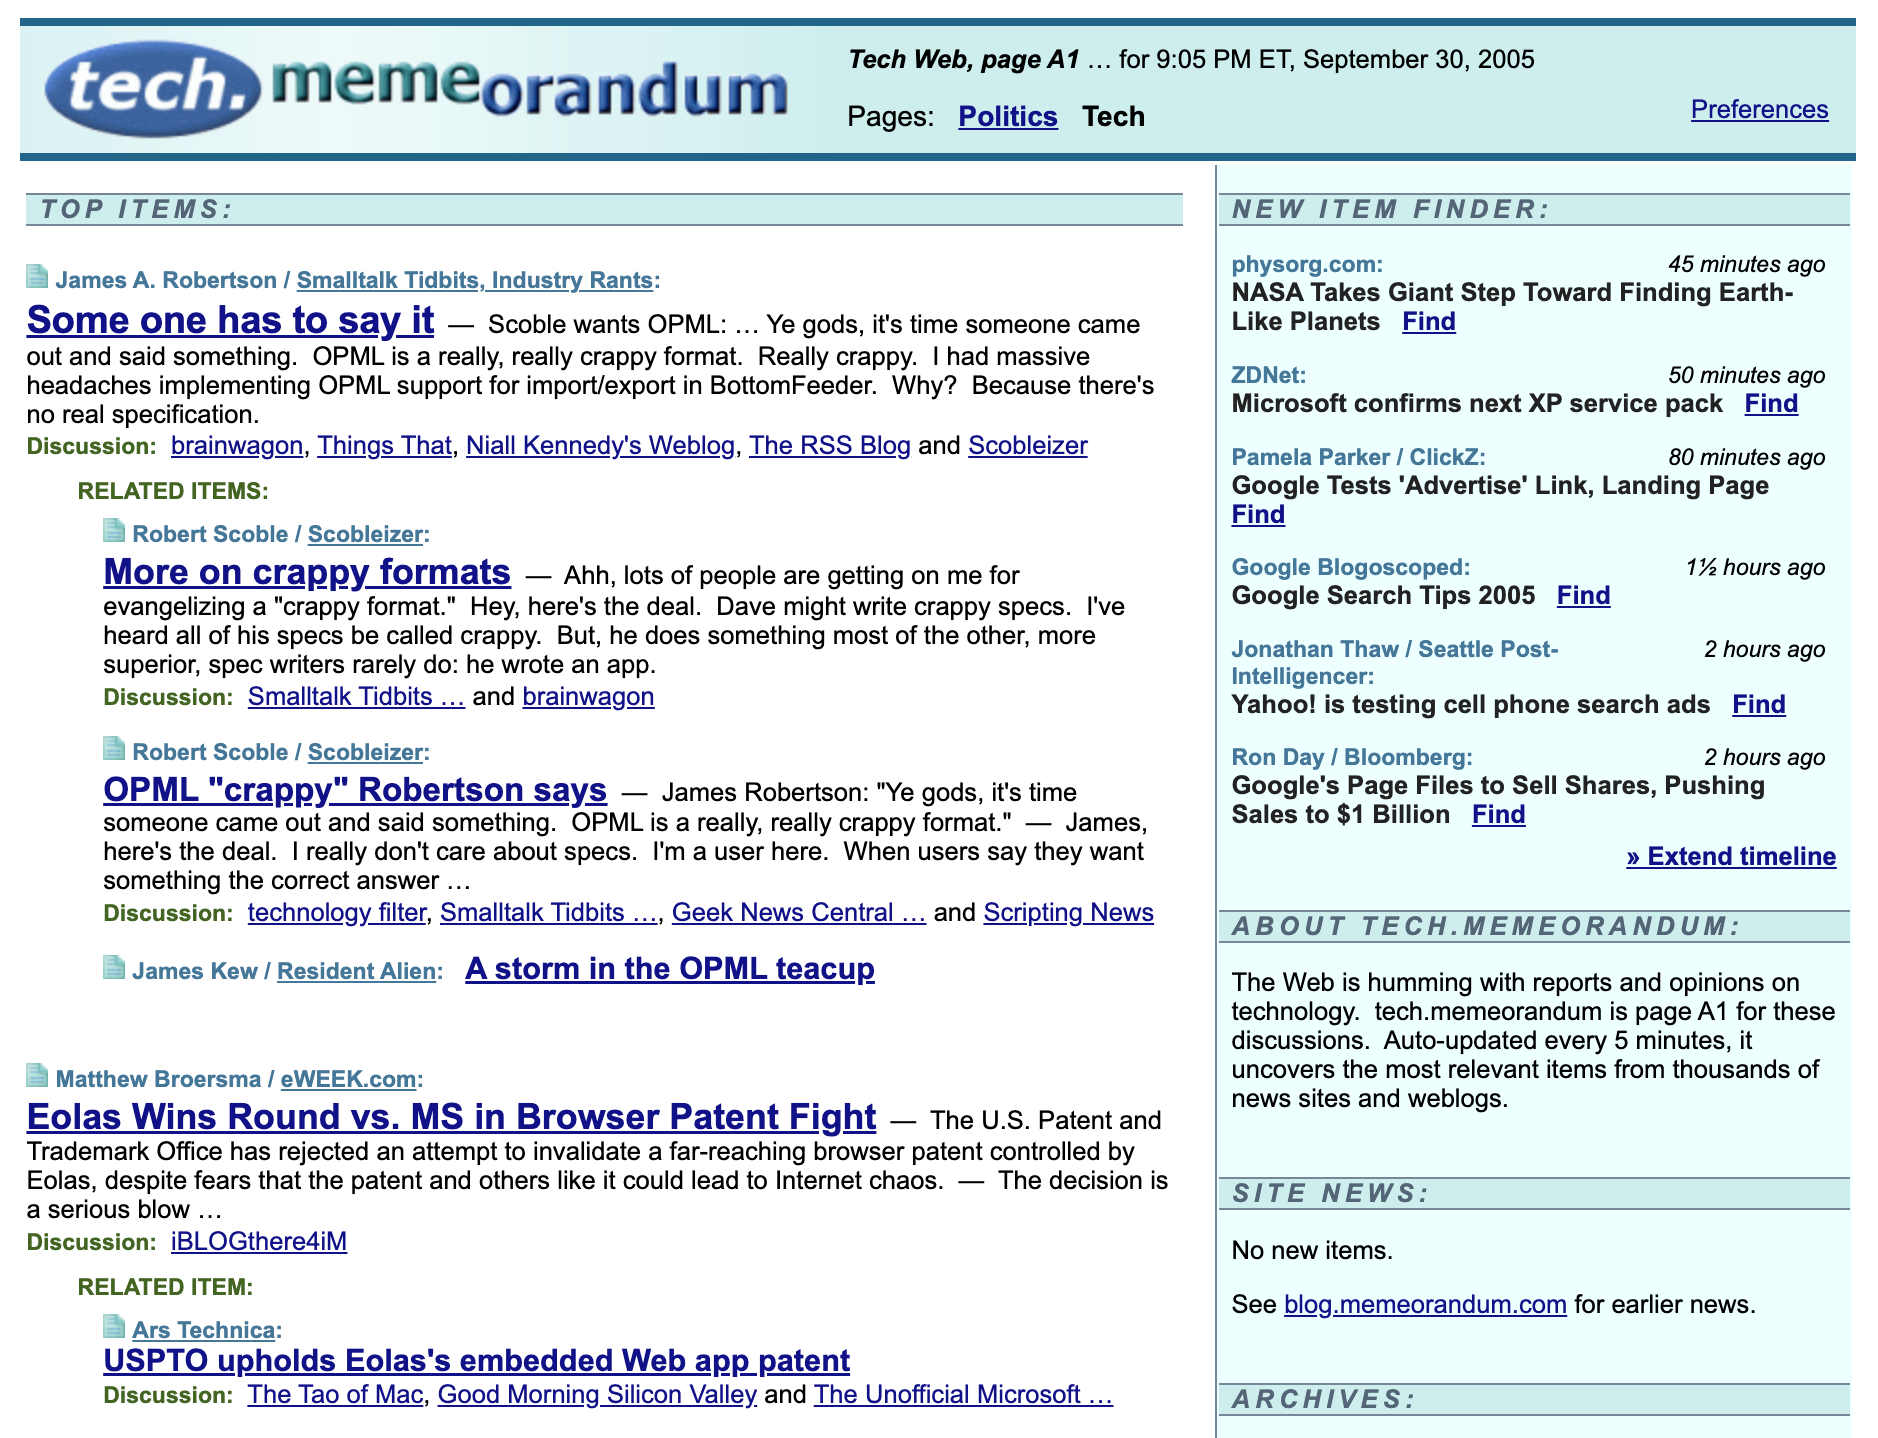 tech.memeorandum
Tech Web, page A1 … for 9:05 PM ET, September 30, 2005
Pages: Politics Tech
Preferences
TOP ITEMS:
James A. Robertson / Smalltalk Tidbits, Industry Rants:
Some one has to say it — Scoble wants OPML: … Ye gods, it's time someone came
out and said something. OPML is a really, really crappy format. Really crappy. I had massive
headaches implementing OPML support for import/export in BottomFeeder. Why? Because there's
no real specification.
Discussion: brainwagon, Things That, Niall Kennedy's Weblog, The RSS Blog and Scobleizer
RELATED ITEMS:
Robert Scoble / Scobleizer:
More on crappy formats — Ahh, lots of people are getting on me for
evangelizing a "crappy format." Hey, here's the deal. Dave might write crappy specs. I've
heard all of his specs be called crappy. But, he does something most of the other, more
superior, spec writers rarely do: he wrote an app.
Discussion: Smalltalk Tidbits … and brainwagon
Robert Scoble / Scobleizer:
OPML "crappy" Robertson says — James Robertson: "Ye gods, it's time
someone came out and said something. OPML is a really, really crappy format." — James,
here's the deal. I really don't care about specs. I'm a user here. When users say they want
something the correct answer …
Discussion: technology filter, Smalltalk Tidbits …, Geek News Central … and Scripting News
James Kew / Resident Alien: A storm in the OPML teacup
Matthew Broersma / eWEEK.com:
Eolas Wins Round vs. MS in Browser Patent Fight — The U.S. Patent and
Trademark Office has rejected an attempt to invalidate a far-reaching browser patent controlled by
Eolas, despite fears that the patent and others like it could lead to Internet chaos. — The decision is
a serious blow …
Discussion: iBLOGthere4iM
RELATED ITEM:
Ars Technica:
USPTO upholds Eolas's embedded Web app patent
Discussion: The Tao of Mac, Good Morning Silicon Valley and The Unofficial Microsoft …
NEW ITEM FINDER:
physorg.com: 45 minutes ago
NASA Takes Giant Step Toward Finding Earth-
Like Planets Find
ZDNet: 50 minutes ago
Microsoft confirms next XP service pack Find
Pamela Parker / ClickZ: 80 minutes ago
Google Tests 'Advertise' Link, Landing Page
Find
Google Blogoscoped: 1½ hours ago
Google Search Tips 2005 Find
Jonathan Thaw / Seattle Post- 2 hours ago
Intelligencer:
Yahoo! is testing cell phone search ads Find
Ron Day / Bloomberg: 2 hours ago
Google's Page Files to Sell Shares, Pushing
Sales to $1 Billion Find
» Extend timeline
ABOUT TECH.MEMEORANDUM:
The Web is humming with reports and opinions on
technology. tech.memeorandum is page A1 for these
discussions. Auto-updated every 5 minutes, it
uncovers the most relevant items from thousands of
news sites and weblogs.
SITE NEWS:
No new items.
See blog.memeorandum.com for earlier news.
ARCHIVES: